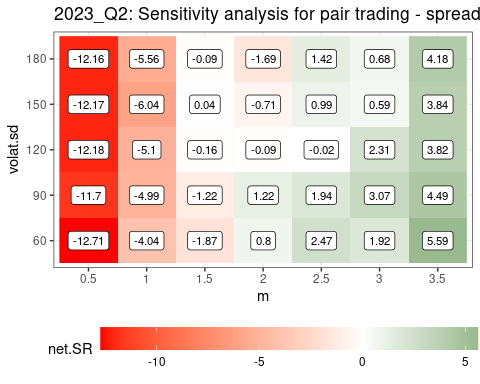 2023_Q2: Sensitivity analysis for pair trading - spread
volat.sd
180 -12.16 -5.56 -0.09 -1.69 1.42 0.68 4.18
150 -12.17 -6.04 0.04 -0.71 0.99 0.59 3.84
120 -12.18 -5.1 -0.16 -0.09 -0.02 2.31 3.82
90 -11.7 -4.99 -1.22 1.22 1.94 3.07 4.49
60 -12.71 -4.04 -1.87 0.8 2.47 1.92 5.59
0.5 1 1.5 2 2.5 3 3.5
m
net.SR
-10 -5 0 5